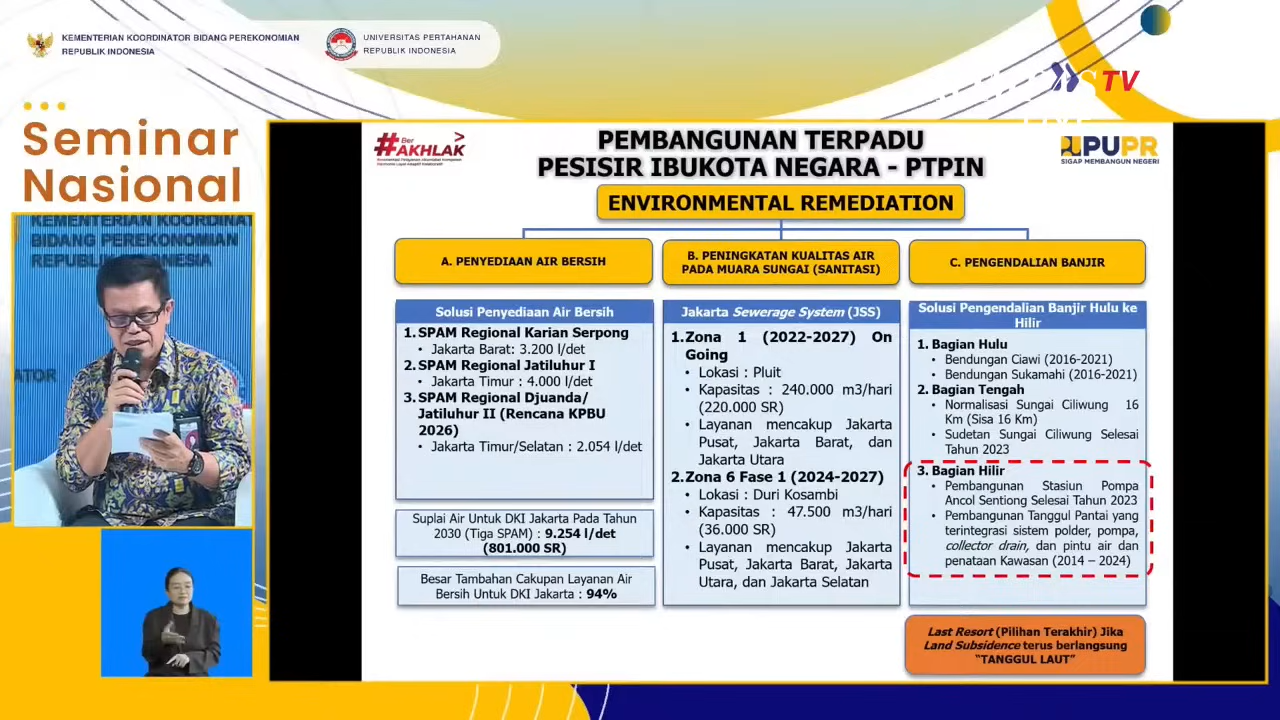 KEMENTERIAN KOORDINATOR BIDANG PEREKONOMIAN
REPUBLIK INDONESIA
UNIVERSITAS PERTAHANAN
REPUBLIK INDONESIA
TV
Seminar
Nasional
KEMENTERIAN KOORDINAT
BIDANG PEREKONOMIAN
REPUBLIK INDONESIA
ATOR
#Ber
AKHLAK
PEMBANGUNAN TERPADU
PESISIR IBUKOTA NEGARA - PTPIN
PUPR
SIGAP MEMBANGUN NEGERI
ENVIRONMENTAL REMEDIATION
A. PENYEDIAAN AIR BERSIH
Solusi Penyediaan Air Bersih
1. SPAM Regional Karian Serpong
• Jakarta Barat: 3.200 l/det
2. SPAM Regional Jatiluhur I
• Jakarta Timur : 4.000 l/det
3. SPAM Regional Djuanda/
Jatiluhur II (Rencana KPBU
2026)
• Jakarta Timur/Selatan : 2.054 l/det
Suplai Air Untuk DKI Jakarta Pada Tahun
2030 (Tiga SPAM) : 9.254 l/det
(801.000 SR)
Besar Tambahan Cakupan Layanan Air
Bersih Untuk DKI Jakarta : 94%
B. PENINGKATAN KUALITAS AIR
PADA MUARA SUNGAI (SANITASI)
Jakarta Sewerage System (JSS)
1.Zona 1 (2022-2027) On
Going
• Lokasi : Pluit
• Kapasitas : 240.000 m3/hari
(220.000 SR)
• Layanan mencakup Jakarta
Pusat, Jakarta Barat, dan
Jakarta Utara
2.Zona 6 Fase 1 (2024-2027)
• Lokasi : Duri Kosambi
• Kapasitas : 47.500 m3/hari
(36.000 SR)
• Layanan mencakup Jakarta
Pusat, Jakarta Barat, Jakarta
Utara, dan Jakarta Selatan
C. PENGENDALIAN BANJIR
Solusi Pengendalian Banjir Hulu ke
Hilir
1. Bagian Hulu
• Bendungan Ciawi (2016-2021)
• Bendungan Sukamahi (2016-2021)
2. Bagian Tengah
• Normalisasi Sungai Ciliwung 16
Km (Sisa 16 Km)
• Sudetan Sungai Ciliwung Selesai
Tahun 2023
3. Bagian Hilir
• Pembangunan Stasiun Pompa
Ancol Sentiong Selesai Tahun 2023
• Pembangunan Tanggul Pantai yang
terintegrasi sistem polder, pompa,
collector drain, dan pintu air dan
penataan Kawasan (2014 – 2024)
Last Resort (Pilihan Terakhir) Jika
Land Subsidence terus berlangsung
"TANGGUL LAUT"